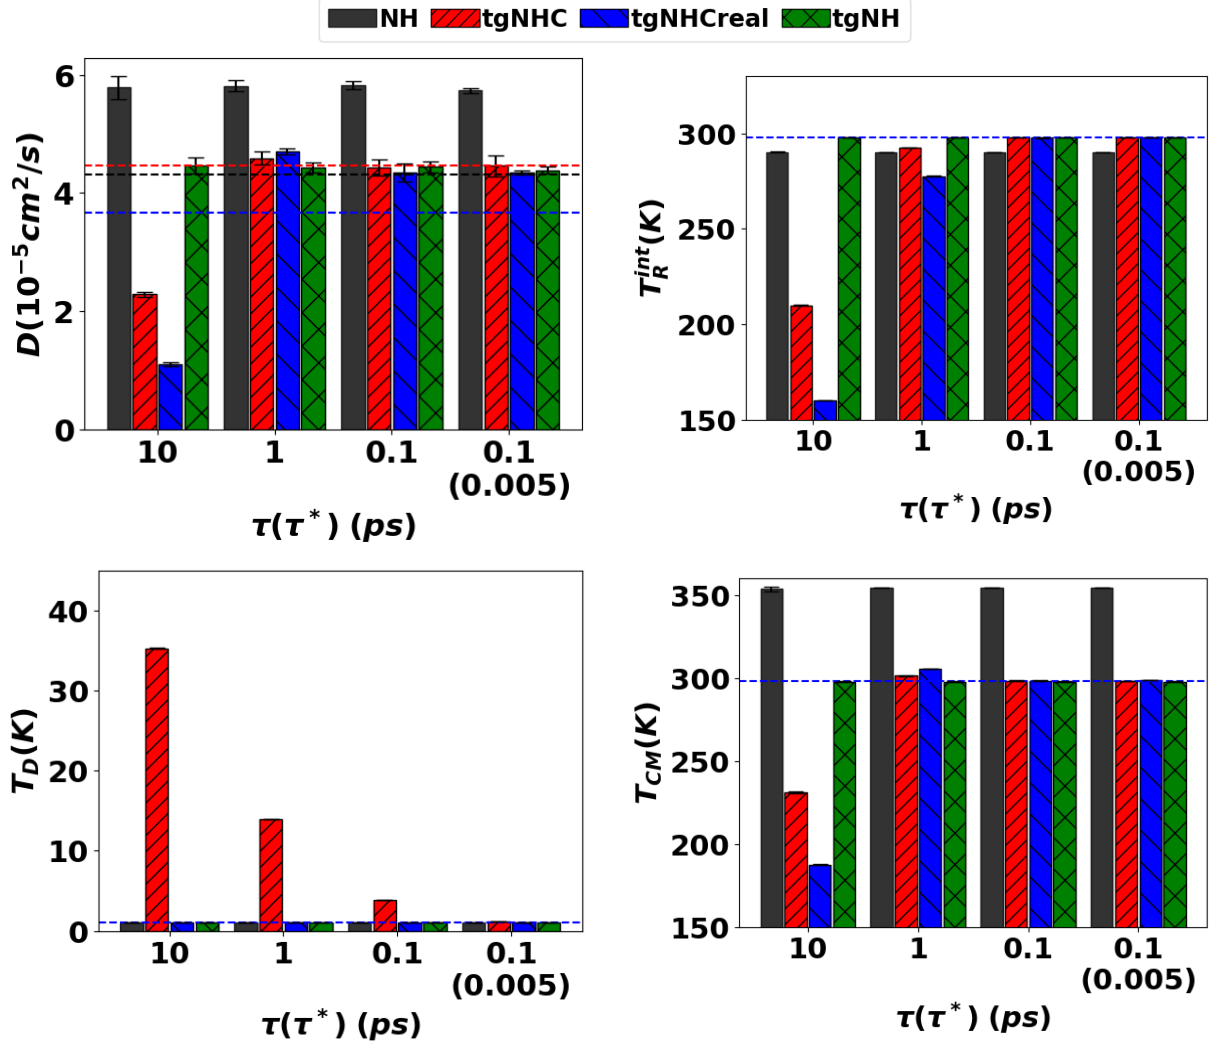 NH tgNHC tgNHCreal tgNH
6
4
2
0
D(10⁻⁵cm²/s)
10 1 0.1 0.1
(0.005)
τ(τ*) (ps)
300
250
200
150
T_R^int(K)
10 1 0.1 0.1
(0.005)
τ(τ*) (ps)
40
30
20
10
0
T_D(K)
10 1 0.1 0.1
(0.005)
τ(τ*) (ps)
350
300
250
200
150
T_CM(K)
10 1 0.1 0.1
(0.005)
τ(τ*) (ps)